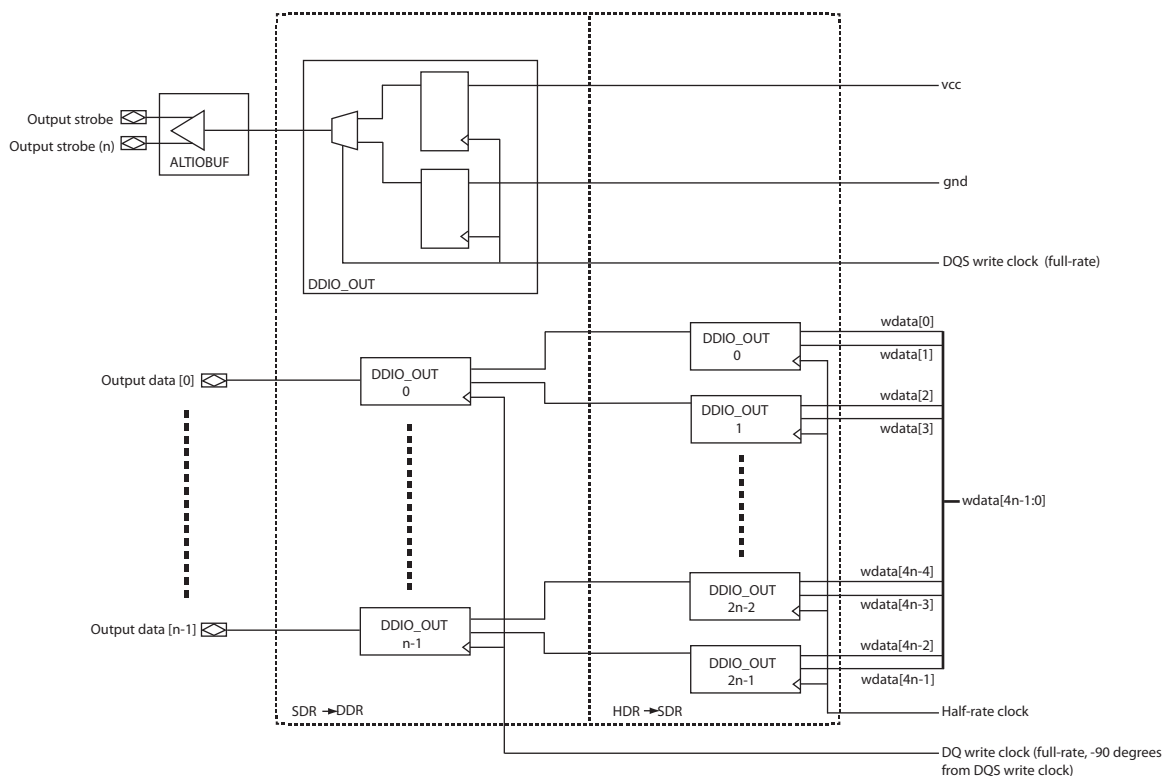 vcc
Output strobe
Output strobe (n)
ALTIOBUF
gnd
DQS write clock (full-rate)
DDIO_OUT
wdata[0]
DDIO_OUT
0
wdata[1]
Output data [0]
DDIO_OUT
0
wdata[2]
DDIO_OUT
1
wdata[3]
wdata[4n-1:0]
wdata[4n-4]
DDIO_OUT
2n-2
wdata[4n-3]
Output data [n-1]
DDIO_OUT
n-1
wdata[4n-2]
DDIO_OUT
2n-1
wdata[4n-1]
SDR → DDR
HDR → SDR
Half-rate clock
DQ write clock (full-rate, -90 degrees
from DQS write clock)